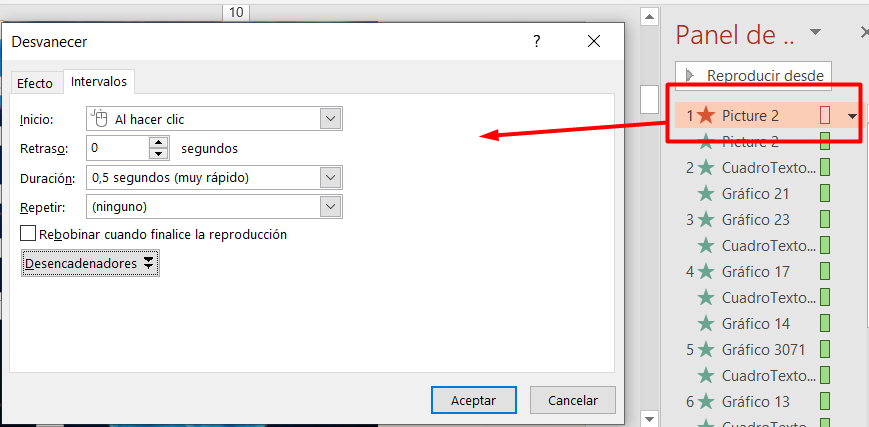 10
Desvanecer
?
Efecto
Intervalos
Inicio:
Al hacer clic
Retraso:
0
segundos
Duración:
0,5 segundos (muy rápido)
Repetir:
(ninguno)
Rebobinar cuando finalice la reproducción
Desencadenadores
Aceptar
Cancelar
Panel de ..
Reproducir desde
1 Picture 2
Picture 2
2 CuadroTexto...
Gráfico 21
3 Gráfico 23
CuadroTexto...
4 Gráfico 17
CuadroTexto...
Gráfico 14
5 Gráfico 3071
CuadroTexto...
6 Gráfico 13
CuadroTexto...